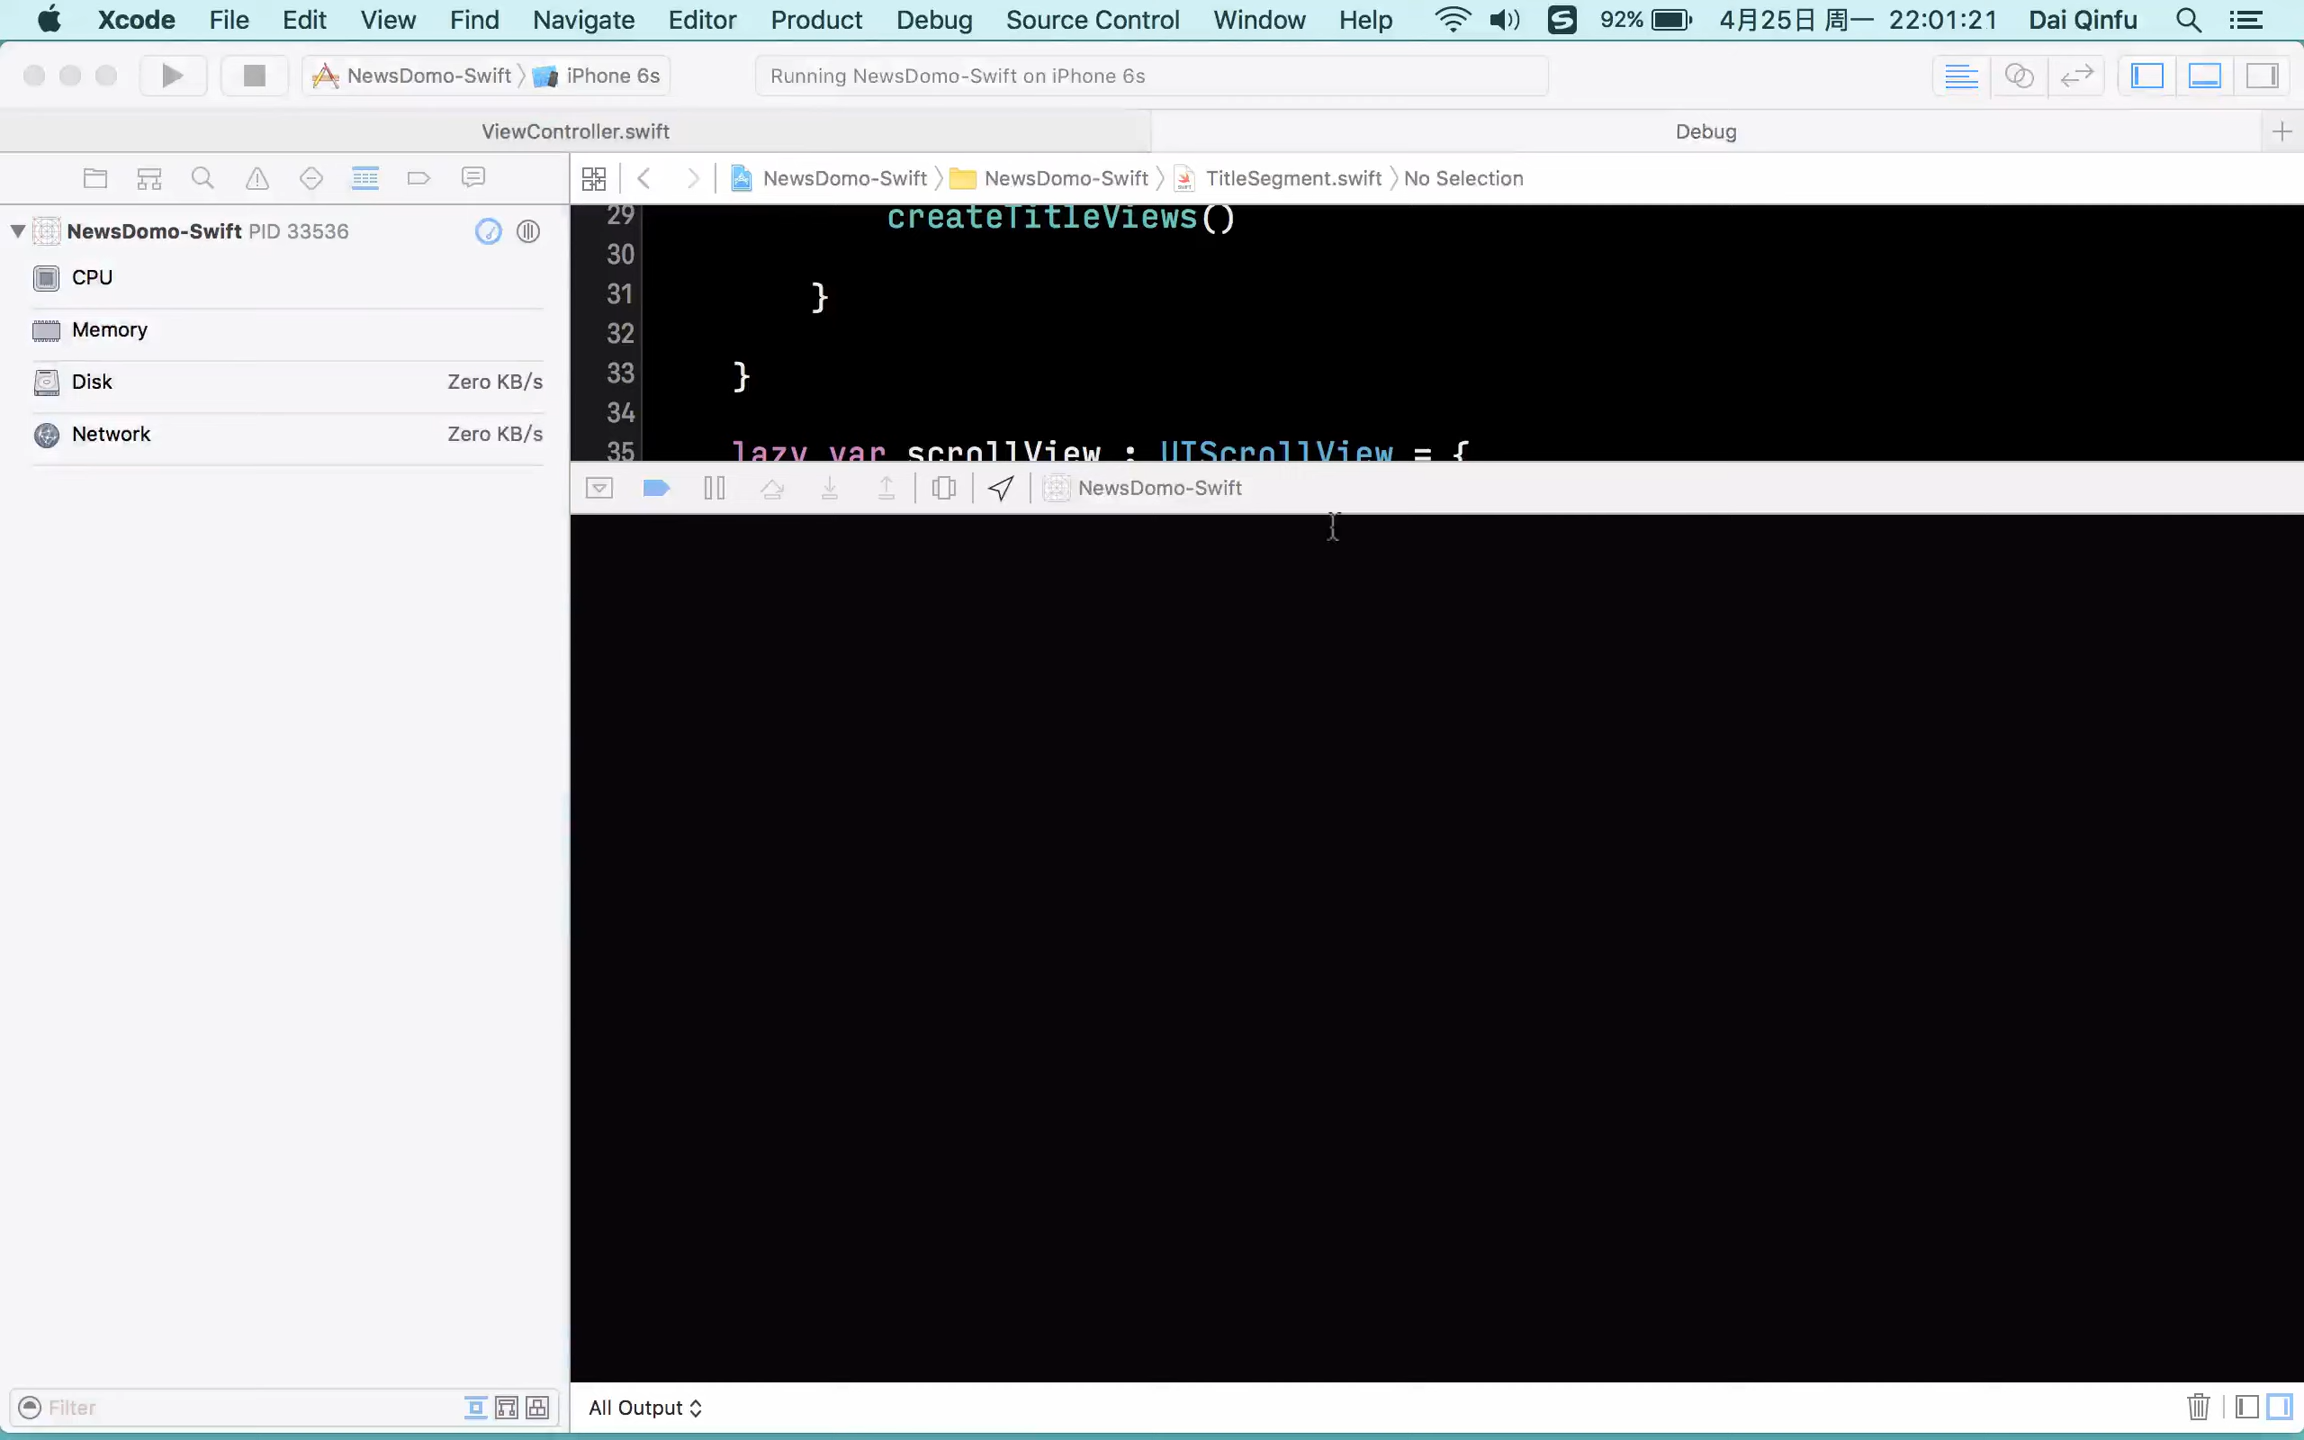 Xcode File Edit View Find Navigate Editor Product Debug Source Control Window Help 92% 4月25日 周一 22:01:21 Dai Qinfu
NewsDomo-Swift iPhone 6s Running NewsDomo-Swift on iPhone 6s
ViewController.swift Debug
NewsDomo-Swift NewsDomo-Swift TitleSegment.swift No Selection
NewsDomo-Swift PID 33536
CPU
Memory
Disk Zero KB/s
Network Zero KB/s
29 createTitleViews()
30
31 }
32
33 }
34
35 lazy var scrollView : UIScrollView = {
NewsDomo-Swift
Filter
All Output